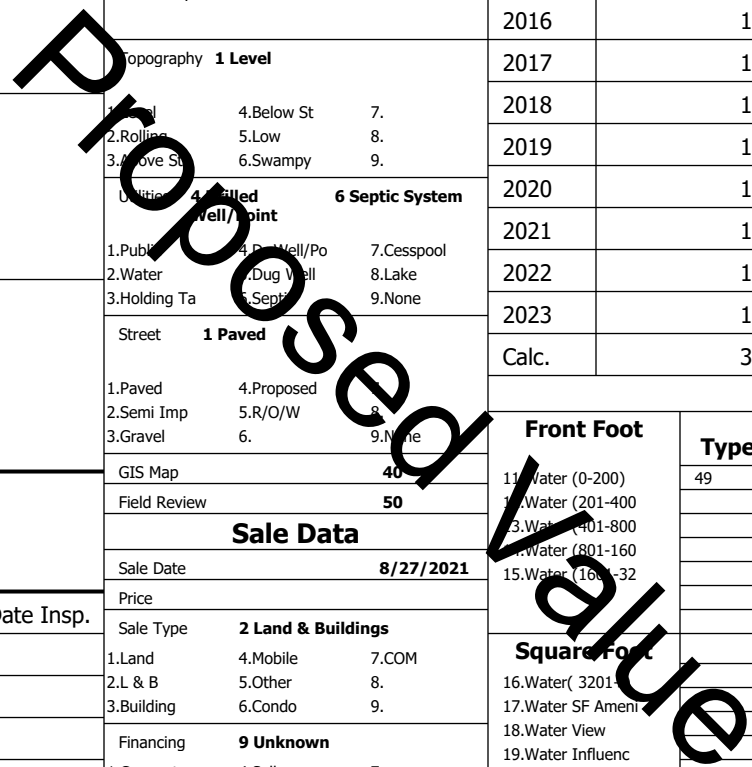 Topography 1 Level
1.Level 4.Below St 7.
2.Rolling 5.Low 8.
3.Above St 6.Swampy 9.
Utilities 4 Drilled Well/Point 6 Septic System
1.Public 4.Dr Well/Po 7.Cesspool
2.Water 5.Dug Well 8.Lake
3.Holding Ta 6.Septic 9.None
Street 1 Paved
1.Paved 4.Proposed 7.
2.Semi Imp 5.R/O/W 8.
3.Gravel 6. 9.None
GIS Map 40
Field Review 50
Sale Data
Sale Date 8/27/2021
Price
Sale Type 2 Land & Buildings
1.Land 4.Mobile 7.COM
2.L & B 5.Other 8.
3.Building 6.Condo 9.
Financing 9 Unknown
Date Insp.
2016 1
2017 1
2018 1
2019 1
2020 1
2021 1
2022 1
2023 1
Calc. 3
Front Foot
Type
11.Water (0-200) 49
12.Water (201-400
13.Water (401-800
14.Water (801-160
15.Water (1601-32
Square Foot
16.Water( 3201-
17.Water SF Ameni
18.Water View
19.Water Influenc
Proposed Value